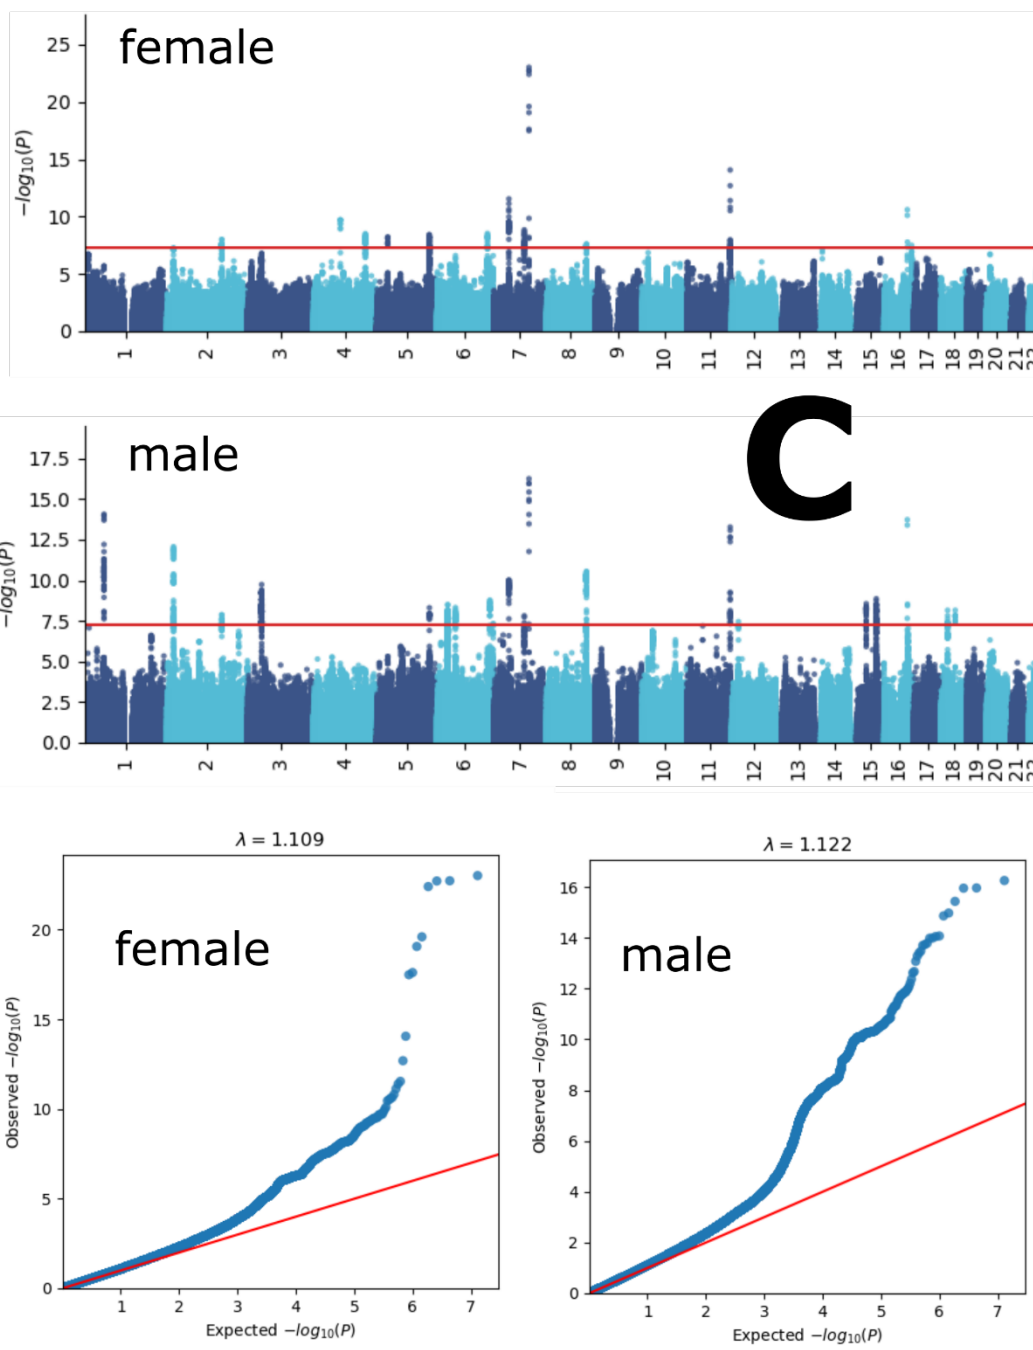 female
25
20
15
10
5
0
−log₁₀(P)
1 2 3 4 5 6 7 8 9 10 11 12 13 14 15 16 17 18 19 20 21
C
male
17.5
15.0
12.5
10.0
7.5
5.0
2.5
0.0
−log₁₀(P)
1 2 3 4 5 6 7 8 9 10 11 12 13 14 15 16 17 18 19 20 21
λ = 1.109
female
20
15
10
5
0
Observed −log₁₀(P)
1 2 3 4 5 6 7
Expected −log₁₀(P)
λ = 1.122
male
16
14
12
10
8
6
4
2
0
Observed −log₁₀(P)
1 2 3 4 5 6 7
Expected −log₁₀(P)